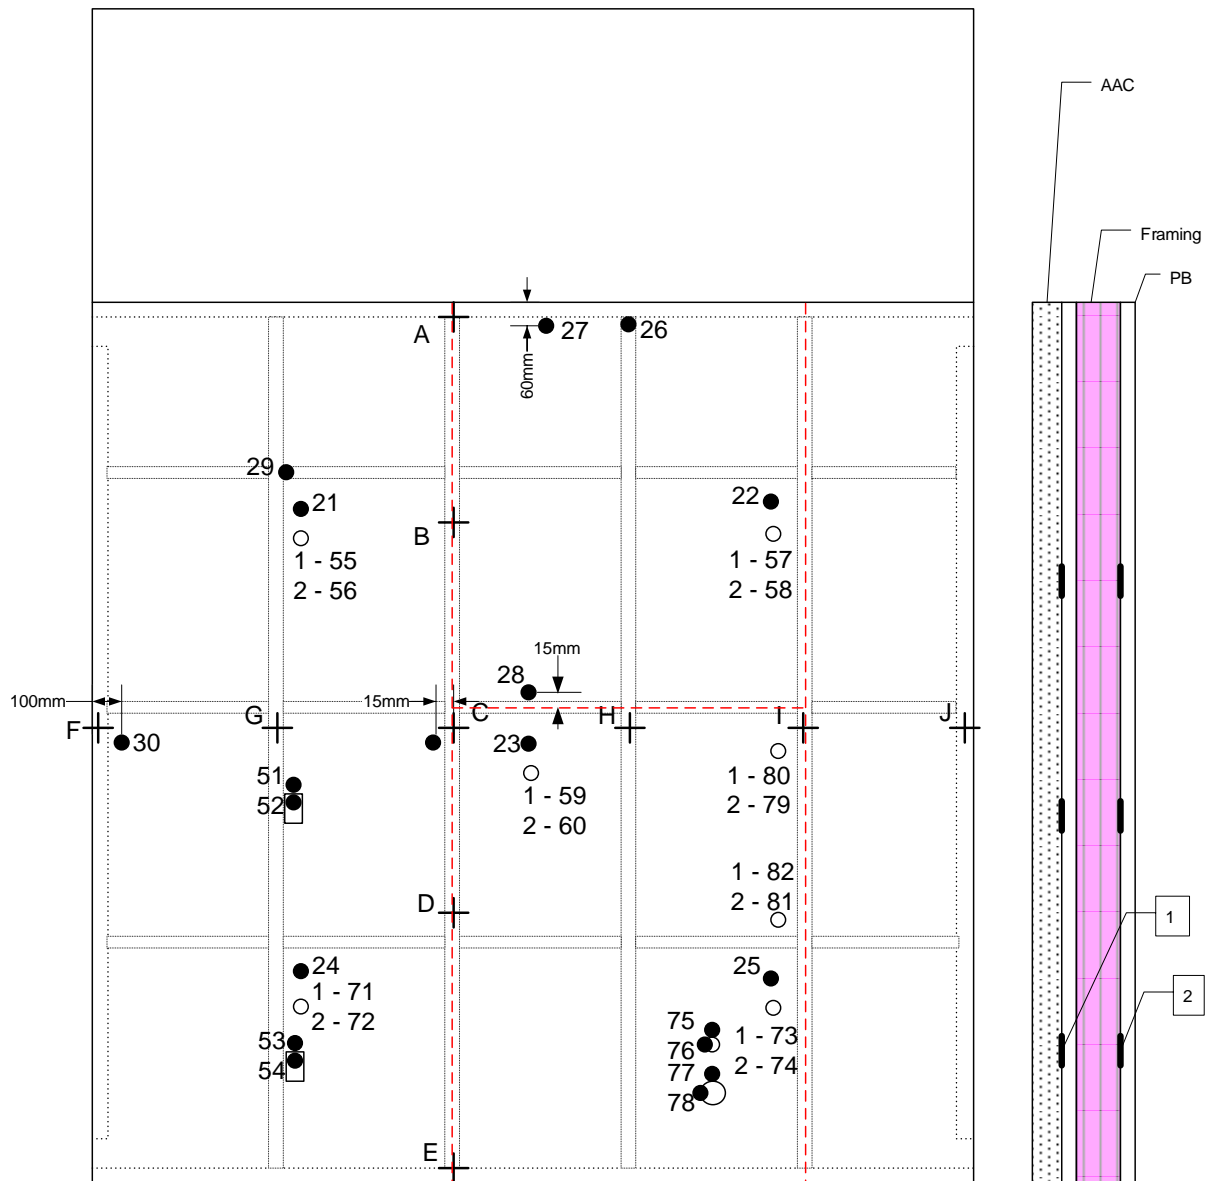 AAC
Framing
PB
A
27
26
60mm
29
21
22
B
1 - 55
2 - 56
1 - 57
2 - 58
15mm
28
100mm
15mm
F
G
C
H
I
J
30
23
51
1 - 80
52
1 - 59
2 - 79
2 - 60
1 - 82
D
2 - 81
1
24
25
1 - 71
2
2 - 72
75
53
1 - 73
76
54
77
2 - 74
78
E